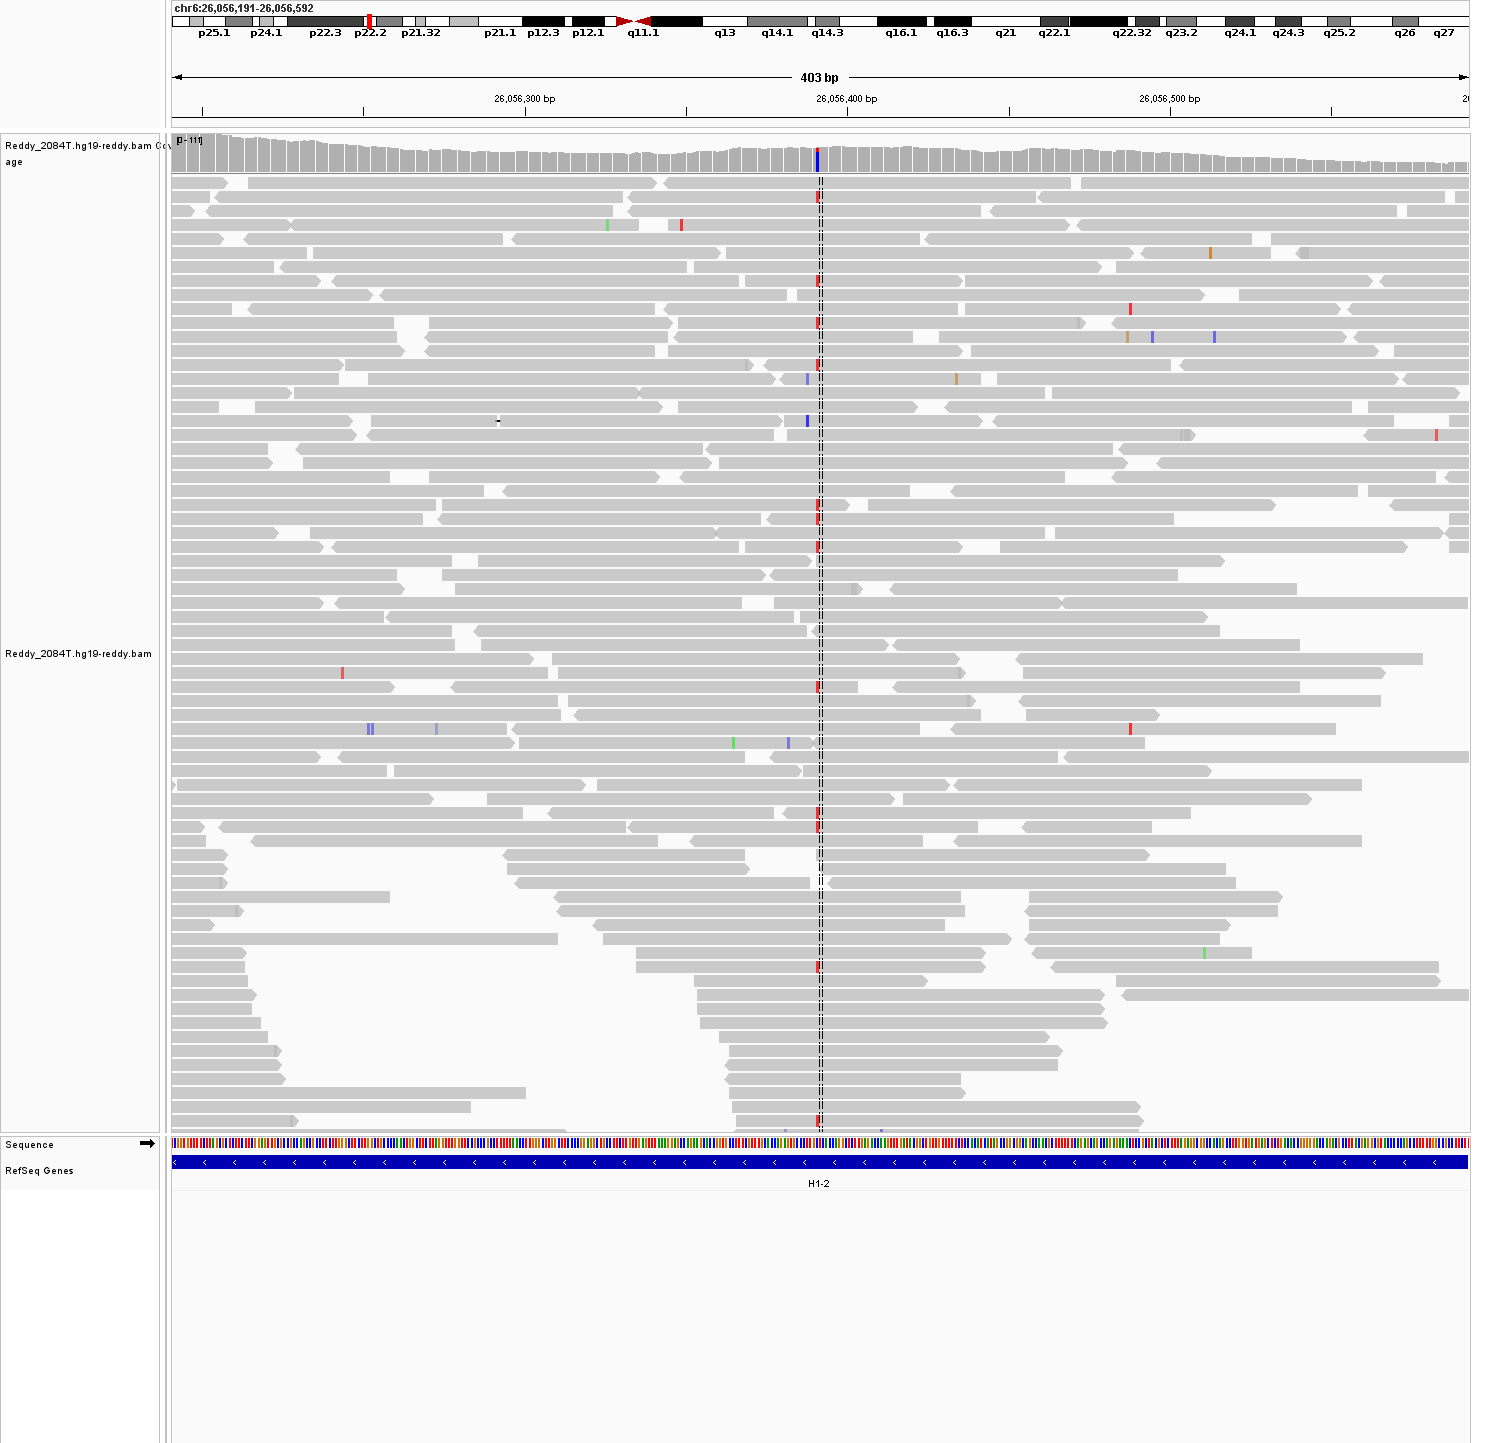 chr6:26,056,191-26,056,592
p25.1 p24.1 p22.3 p22.2 p21.32 p21.1 p12.3 p12.1 q11.1 q13 q14.1 q14.3 q16.1 q16.3 q21 q22.1 q22.32 q23.2 q24.1 q24.3 q25.2 q26 q27
403 bp
26,056,300 bp 26,056,400 bp 26,056,500 bp 20
[0 - 111]
Reddy_2084T.hg19-reddy.bam Cov
age
Reddy_2084T.hg19-reddy.bam
Sequence
RefSeq Genes
H1-2